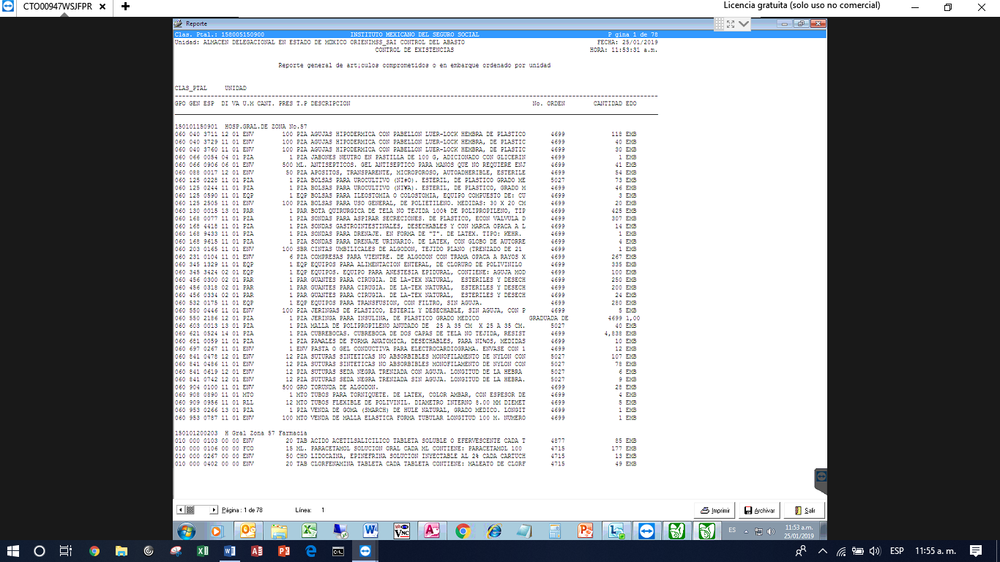 CTO00947WSJFPR
Licencia gratuita (solo uso no comercial)
Reporte
Clas. Ptal.: 158005150900 INSTITUTO MEXICANO DEL SEGURO SOCIAL P gina 1 de 78
Unidad: ALMACEN DELEGACIONAL EN ESTADO DE MDXICO ORIENIMSS_SAI CONTROL DEL ABASTO FECHA: 25/01/2019
CONTROL DE EXISTENCIAS HORA: 11:53:31 a.m.
Reporte general de art¡culos comprometidos o en embarque ordenado por unidad
CLAS_PTAL UNIDAD
GPO GEN ESP DI VA U.M CANT. PRES T.P DESCRIPCION No. ORDEN CANTIDAD EDO
150101150901 HOSP.GRAL.DE ZONA No.57
060 040 3711 12 01 ENV 100 PZA AGUJAS HIPODERMICA CON PABELLON LUER-LOCK HEMBRA DE PLASTICO 4699 118 EMB
060 040 3729 11 01 ENV 100 PZA AGUJAS HIPODERMICA CON PABELLON LUER-LOCK HEMBRA, DE PLASTIC 4699 40 EMB
060 040 3760 11 01 ENV 100 PZA AGUJAS HIPODERMICA CON PABELLON LUER-LOCK HEMBRA, DE PLASTIC 4699 30 EMB
060 066 0054 04 01 PZA 1 PZA JABONES NEUTRO EN PASTILLA DE 100 G, ADICIONADO CON GLICERIN 4699 1 EMB
060 066 0906 06 01 ENV 500 ML. ANTISEPTICOS. GEL ANTISEPTICO PARA MANOS QUE NO REQUIERE ENJ 4699 41 EMB
060 088 0017 12 01 ENV 50 PZA APOSITOS, TRANSPARENTE, MICROPOROSO, AUTOADHERIBLE, ESTERILE 4699 54 EMB
060 125 0228 11 01 PZA 1 PZA BOLSAS PARA UROCULTIVO (NI¥O). ESTERIL, DE PLASTICO GRADO ME 5027 73 EMB
060 125 0244 11 01 PZA 1 PZA BOLSAS PARA UROCULTIVO (NI¥A). ESTERIL, DE PLASTICO, GRADO M 4699 46 EMB
060 125 0590 11 01 EQP 1 EQP BOLSAS PARA ILEOSTOMIA O COLOSTOMIA, EQUIPO COMPUESTO DE: CU 4699 3 EMB
060 125 2505 11 01 ENV 100 PZA BOLSAS PARA USO GENERAL, DE POLIETILENO. MEDIDAS: 30 X 20 CM 4699 20 EMB
060 130 0015 13 01 PAR 1 PAR BOTA QUIRURGICA DE TELA NO TEJIDA 100% DE POLIPROPILENO, TIP 4699 425 EMB
060 168 0077 11 01 PZA 1 PZA SONDAS PARA ASPIRAR SECRECIONES. DE PLASTICO, ECON VALVULA D 4699 307 EMB
060 168 4418 11 01 PZA 1 PZA SONDAS GASTROINTESTINALES, DESECHABLES Y CON MARCA OPACA A L 4699 14 EMB
060 168 9433 11 01 PZA 1 PZA SONDAS PARA DRENAJE. EN FORMA DE "T". DE LATEX. TIPO: KEHR. 4699 1 EMB
060 168 9615 11 01 PZA 1 PZA SONDAS PARA DRENAJE URINARIO. DE LATEX, CON GLOBO DE AUTORRE 4699 4 EMB
060 203 0165 11 01 ENV 100 SBR CINTAS UMBILICALES DE ALGODON, TEJIDO PLANO (TRENZADO DE 21 4699 1 EMB
060 231 0104 11 01 ENV 6 PZA COMPRESAS PARA VIENTRE. DE ALGODON CON TRAMA OPACA A RAYOS X 4699 267 EMB
060 345 1329 11 01 EQP 1 EQP EQUIPOS PARA ALIMENTACION ENTERAL, DE CLORURO DE POLIVINILO 4699 335 EMB
060 345 3424 02 01 EQP 1 EQP EQUIPOS. EQUIPO PARA ANESTESIA EPIDURAL, CONTIENE: AGUJA MOD 4699 100 EMB
060 456 0300 02 01 PAR 1 PAR GUANTES PARA CIRUGIA. DE LA-TEX NATURAL, ESTERILES Y DESECH 4699 250 EMB
060 456 0318 02 01 PAR 1 PAR GUANTES PARA CIRUGIA. DE LA-TEX NATURAL, ESTERILES Y DESECH 4699 200 EMB
060 456 0334 02 01 PAR 1 PAR GUANTES PARA CIRUGIA. DE LA-TEX NATURAL, ESTERILES Y DESECH 4699 24 EMB
060 532 0175 11 01 EQP 1 EQP EQUIPOS PARA TRANSFUSION, CON FILTRO, SIN AGUJA. 4699 280 EMB
060 550 0446 11 01 ENV 100 PZA JERINGAS DE PLASTICO, ESTERIL Y DESECHABLE, SIN AGUJA, CON P 4699 5 EMB
060 550 2186 12 01 PZA 1 PZA JERINGA PARA INSULINA, DE PLASTICO GRADO MEDICO GRADUADA DE 4699 1,00
060 603 0013 13 01 PZA 1 PZA MALLA DE POLIPROPILENO ANUDADO DE 25 A 35 CM X 25 A 35 CM. 5027 40 EMB
060 621 0524 14 01 PZA 1 PZA CUBREBOCAS. CUBREBOCA DE DOS CAPAS DE TELA NO TEJIDA, RESIST 4699 4,838 EMB
060 681 0059 11 01 PZA 1 PZA PA¥ALES DE FORMA ANATOMICA, DESECHABLES, PARA NI¥OS, MEDIDAS 4699 10 EMB
060 697 0267 11 01 ENV 1 ENV PASTA O GEL CONDUCTIVA PARA ELECTROCARDIOGRAMA. ENVASE CON 1 4699 12 EMB
060 841 0478 12 01 ENV 12 PZA SUTURAS SINTETICAS NO ABSORBIBLES MONOFILAMENTO DE NYLON CON 5027 107 EMB
060 841 0486 11 01 ENV 12 PZA SUTURAS SINTETICAS NO ABSORBIBLES MONOFILAMENTO DE NYLON CON 5027 78 EMB
060 841 0619 12 01 ENV 12 PZA SUTURAS SEDA NEGRA TRENZADA CON AGUJA. LONGITUD DE LA HEBRA 5027 6 EMB
060 841 0742 12 01 ENV 12 PZA SUTURAS SEDA NEGRA TRENZADA SIN AGUJA. LONGITUD DE LA HEBRA. 5027 9 EMB
060 904 0100 11 01 ENV 500 GRO TORUNDA DE ALGODON. 4699 28 EMB
060 908 0890 11 01 MTO 1 MTO TUBOS PARA TORNIQUETE. DE LATEX, COLOR AMBAR, CON ESPESOR DE 4699 4 EMB
060 909 0956 11 01 RLL 12 MTO TUBOS FLEXIBLE DE POLIVINIL. DIAMETRO INTERNO 8.00 MM DIEMET 4699 5 EMB
060 953 0266 13 01 PZA 1 PZA VENDA DE GOMA (SMARCH) DE HULE NATURAL, GRADO MEDICO. LONGIT 4699 1 EMB
060 953 0787 11 01 ENV 100 MTO VENDA DE MALLA ELASTICA FORMA TUBULAR LONGITUD 100 M. NUMERO 4699 1 EMB
150101200203 H Gral Zona 57 Farmacia
010 000 0103 00 00 ENV 20 TAB ACIDO ACETILSALICILICO TABLETA SOLUBLE O EFERVESCENTE CADA T 4877 85 EMB
010 000 0106 00 00 FCO 15 ML. PARACETAMOL SOLUCION ORAL CADA ML CONTIENE: PARACETAMOL 100 4715 177 EMB
010 000 0267 00 00 ENV 50 CHO LIDOCAINA, EPINEFRINA SOLUCION INYECTABLE AL 2% CADA CARTUCH 4715 13 EMB
010 000 0402 00 00 ENV 20 TAB CLORFENAMINA TABLETA CADA TABLETA CONTIENE: MALEATO DE CLORF 4715 49 EMB
Página : 1 de 78 Línea: 1 Imprimir Archivar Salir
ES 11:53 a.m.
25/01/2019
ESP 11:55 a. m.